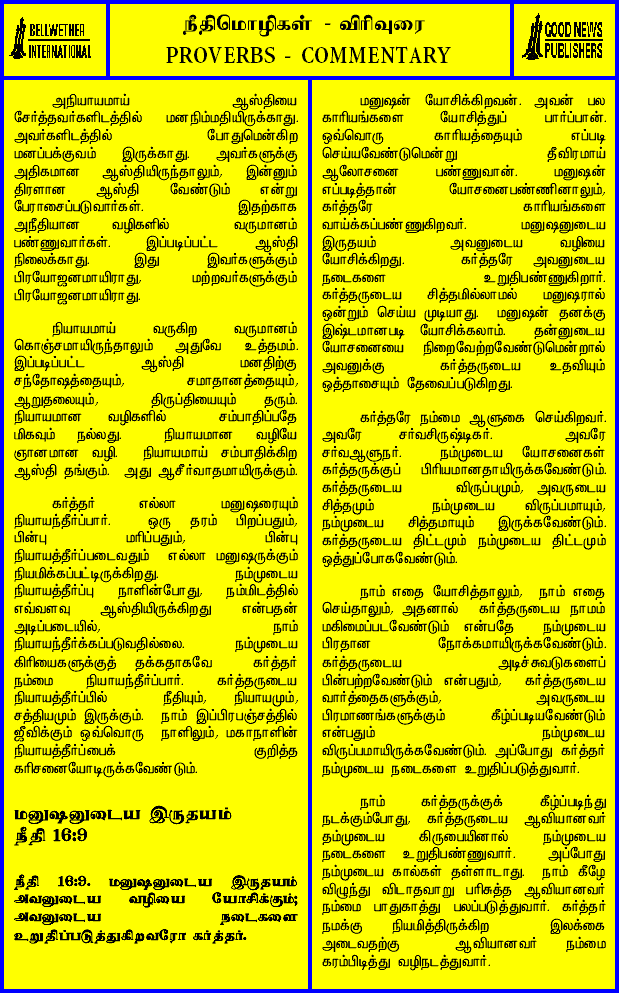 BELLWETHER
INTERNATIONAL
நீதிமொழிகள் - விரிவுரை
PROVERBS - COMMENTARY
GOOD NEWS
PUBLISHERS
அநியாயமாய் ஆஸ்தியை
சேர்த்தவர்களிடத்தில் மனநிம்மதியிருக்காது.
அவர்களிடத்தில் போதுமென்கிற
மனப்பக்குவம் இருக்காது. அவர்களுக்கு
அதிகமான ஆஸ்தியிருந்தாலும், இன்னும்
திரளான ஆஸ்தி வேண்டும் என்று
பேராசைப்படுவார்கள். இதற்காக
அநீதியான வழிகளில் வருமானம்
பண்ணுவார்கள். இப்படிப்பட்ட ஆஸ்தி
நிலைக்காது. இது இவர்களுக்கும்
பிரயோஜனமாயிராது, மற்றவர்களுக்கும்
பிரயோஜனமாயிராது.
நியாயமாய் வருகிற வருமானம்
கொஞ்சமாயிருந்தாலும் அதுவே உத்தமம்.
இப்படிப்பட்ட ஆஸ்தி மனதிற்கு
சந்தோஷத்தையும், சமாதானத்தையும்,
ஆறுதலையும், திருப்தியையும் தரும்.
நியாயமான வழிகளில் சம்பாதிப்பதே
மிகவும் நல்லது. நியாயமான வழியே
ஞானமான வழி. நியாயமாய் சம்பாதிக்கிற
ஆஸ்தி தங்கும். அது ஆசீர்வாதமாயிருக்கும்.
கர்த்தர் எல்லா மனுஷரையும்
நியாயந்தீர்ப்பார். ஒரு தரம் பிறப்பதும்,
பின்பு மரிப்பதும், பின்பு
நியாயத்தீர்ப்படைவதும் எல்லா மனுஷருக்கும்
நியமிக்கப்பட்டிருக்கிறது. நம்முடைய
நியாயத்தீர்ப்பு நாளின்போது, நம்மிடத்தில்
எவ்வளவு ஆஸ்தியிருக்கிறது என்பதன்
அடிப்படையில், நாம்
நியாயந்தீர்க்கப்படுவதில்லை. நம்முடைய
கிரியைகளுக்குத் தக்கதாகவே கர்த்தர்
நம்மை நியாயந்தீர்ப்பார். கர்த்தருடைய
நியாயத்தீர்ப்பில் நீதியும், நியாயமும்,
சத்தியமும் இருக்கும். நாம் இப்பிரபஞ்சத்தில்
ஜீவிக்கும் ஒவ்வொரு நாளிலும், மகாநாளின்
நியாயத்தீர்ப்பைக் குறித்த
கரிசனையோடிருக்கவேண்டும்.
மனுஷனுடைய இருதயம்
நீதி 16:9
நீதி 16:9. மனுஷனுடைய இருதயம்
அவனுடைய வழியை யோசிக்கும்;
அவனுடைய நடைகளை
உறுதிப்படுத்துகிறவரோ கர்த்தர்.
மனுஷன் யோசிக்கிறவன். அவன் பல
காரியங்களை யோசித்துப் பார்ப்பான்.
ஒவ்வொரு காரியத்தையும் எப்படி
செய்யவேண்டுமென்று தீவிரமாய்
ஆலோசனை பண்ணுவான். மனுஷன்
எப்படித்தான் யோசனைபண்ணினாலும்,
கர்த்தரே காரியங்களை
வாய்க்கப்பண்ணுகிறவர். மனுஷனுடைய
இருதயம் அவனுடைய வழியை
யோசிக்கிறது. கர்த்தரே அவனுடைய
நடைகளை உறுதிபண்ணுகிறார்.
கர்த்தருடைய சித்தமில்லாமல் மனுஷரால்
ஒன்றும் செய்ய முடியாது. மனுஷன் தனக்கு
இஷ்டமானபடி யோசிக்கலாம். தன்னுடைய
யோசனையை நிறைவேற்றவேண்டுமென்றால்
அவனுக்கு கர்த்தருடைய உதவியும்
ஒத்தாசையும் தேவைப்படுகிறது.
கர்த்தரே நம்மை ஆளுகை செய்கிறவர்.
அவரே சர்வசிருஷ்டிகர். அவரே
சர்வஆளுநர். நம்முடைய யோசனைகள்
கர்த்தருக்குப் பிரியமானதாயிருக்கவேண்டும்.
கர்த்தருடைய விருப்பமும், அவருடைய
சித்தமும் நம்முடைய விருப்பமாயும்,
நம்முடைய சித்தமாயும் இருக்கவேண்டும்.
கர்த்தருடைய திட்டமும் நம்முடைய திட்டமும்
ஒத்துப்போகவேண்டும்.
நாம் எதை யோசித்தாலும், நாம் எதை
செய்தாலும், அதனால் கர்த்தருடைய நாமம்
மகிமைப்படவேண்டும் என்பதே நம்முடைய
பிரதான நோக்கமாயிருக்கவேண்டும்.
கர்த்தருடைய அடிச்சுவடுகளைப்
பின்பற்றவேண்டும் என்பதும், கர்த்தருடைய
வார்த்தைகளுக்கும், அவருடைய
பிரமாணங்களுக்கும் கீழ்ப்படியவேண்டும்
என்பதும் நம்முடைய
விருப்பமாயிருக்கவேண்டும். அப்போது கர்த்தர்
நம்முடைய நடைகளை உறுதிப்படுத்துவார்.
நாம் கர்த்தருக்குக் கீழ்ப்படிந்து
நடக்கும்போது, கர்த்தருடைய ஆவியானவர்
தம்முடைய கிருபையினால் நம்முடைய
நடைகளை உறுதிபண்ணுவார். அப்போது
நம்முடைய கால்கள் தள்ளாடாது. நாம் கீழே
விழுந்து விடாதவாறு பரிசுத்த ஆவியானவர்
நம்மை பாதுகாத்து பலப்படுத்துவார். கர்த்தர்
நமக்கு நியமித்திருக்கிற இலக்கை
அடைவதற்கு ஆவியானவர் நம்மை
கரம்பிடித்து வழிநடத்துவார்.